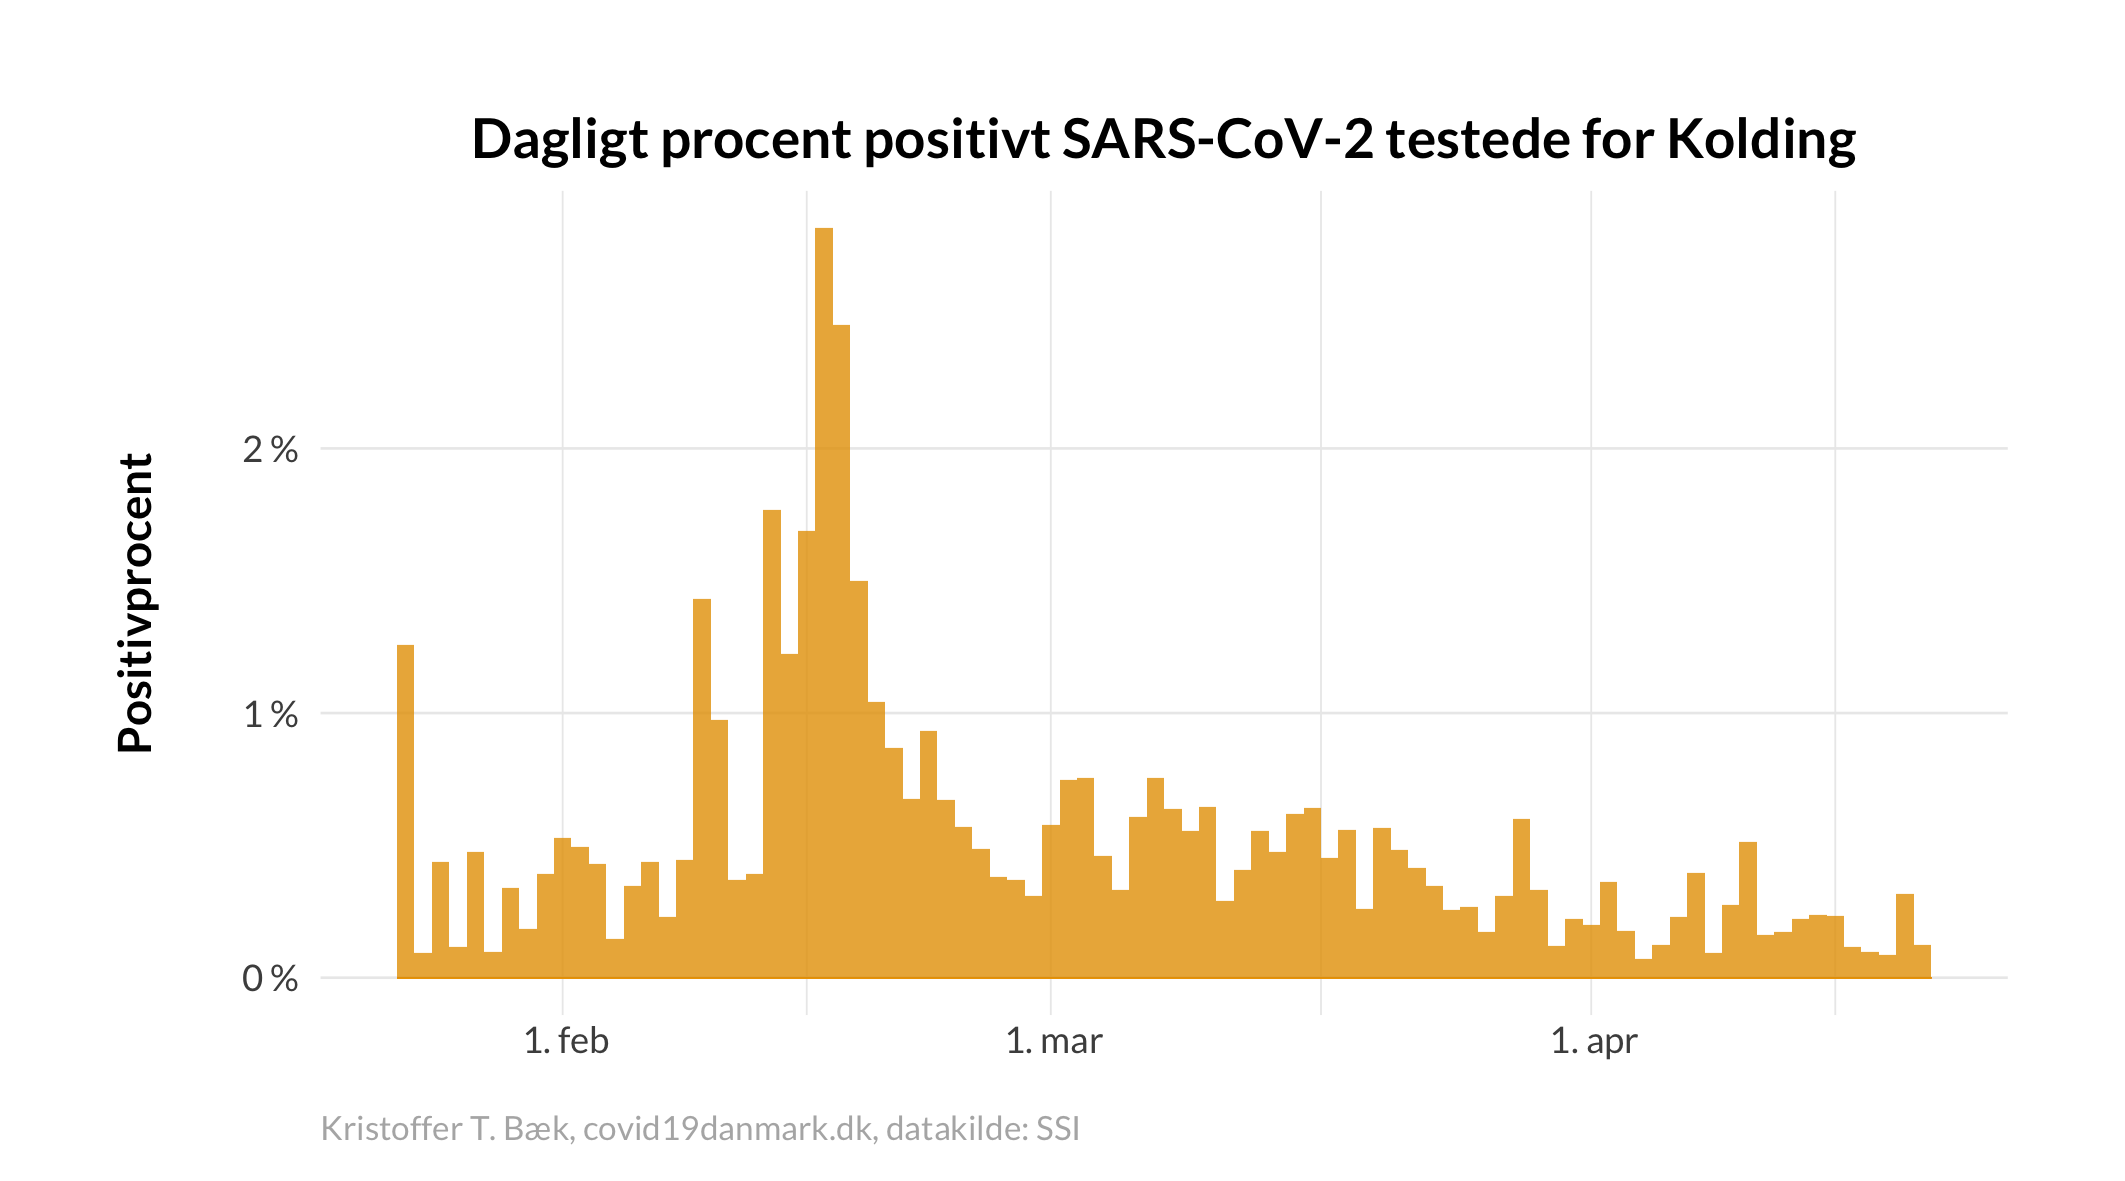 Dagligt procent positivt SARS-CoV-2 testede for Kolding
Positivprocent
2 %
1 %
0 %
1. feb
1. mar
1. apr
Kristoffer T. Bæk, covid19danmark.dk, datakilde: SSI